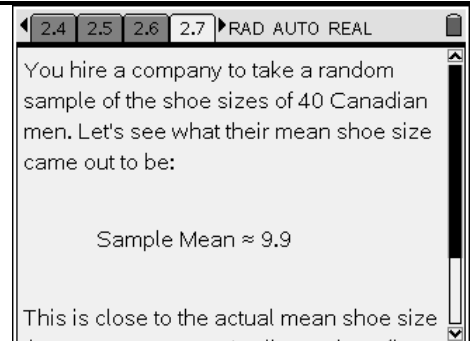 2.4 2.5 2.6 2.7 RAD AUTO REAL
You hire a company to take a random
sample of the shoe sizes of 40 Canadian
men. Let's see what their mean shoe size
came out to be:
Sample Mean ≈ 9.9
This is close to the actual mean shoe size